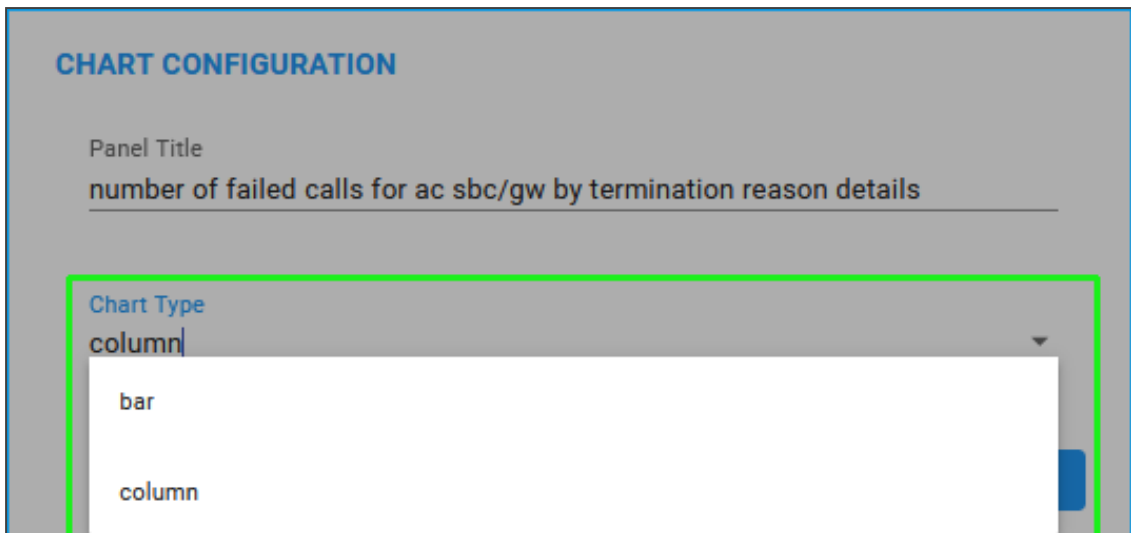 CHART CONFIGURATION
Panel Title
number of failed calls for ac sbc/gw by termination reason details
Chart Type
column
bar
column